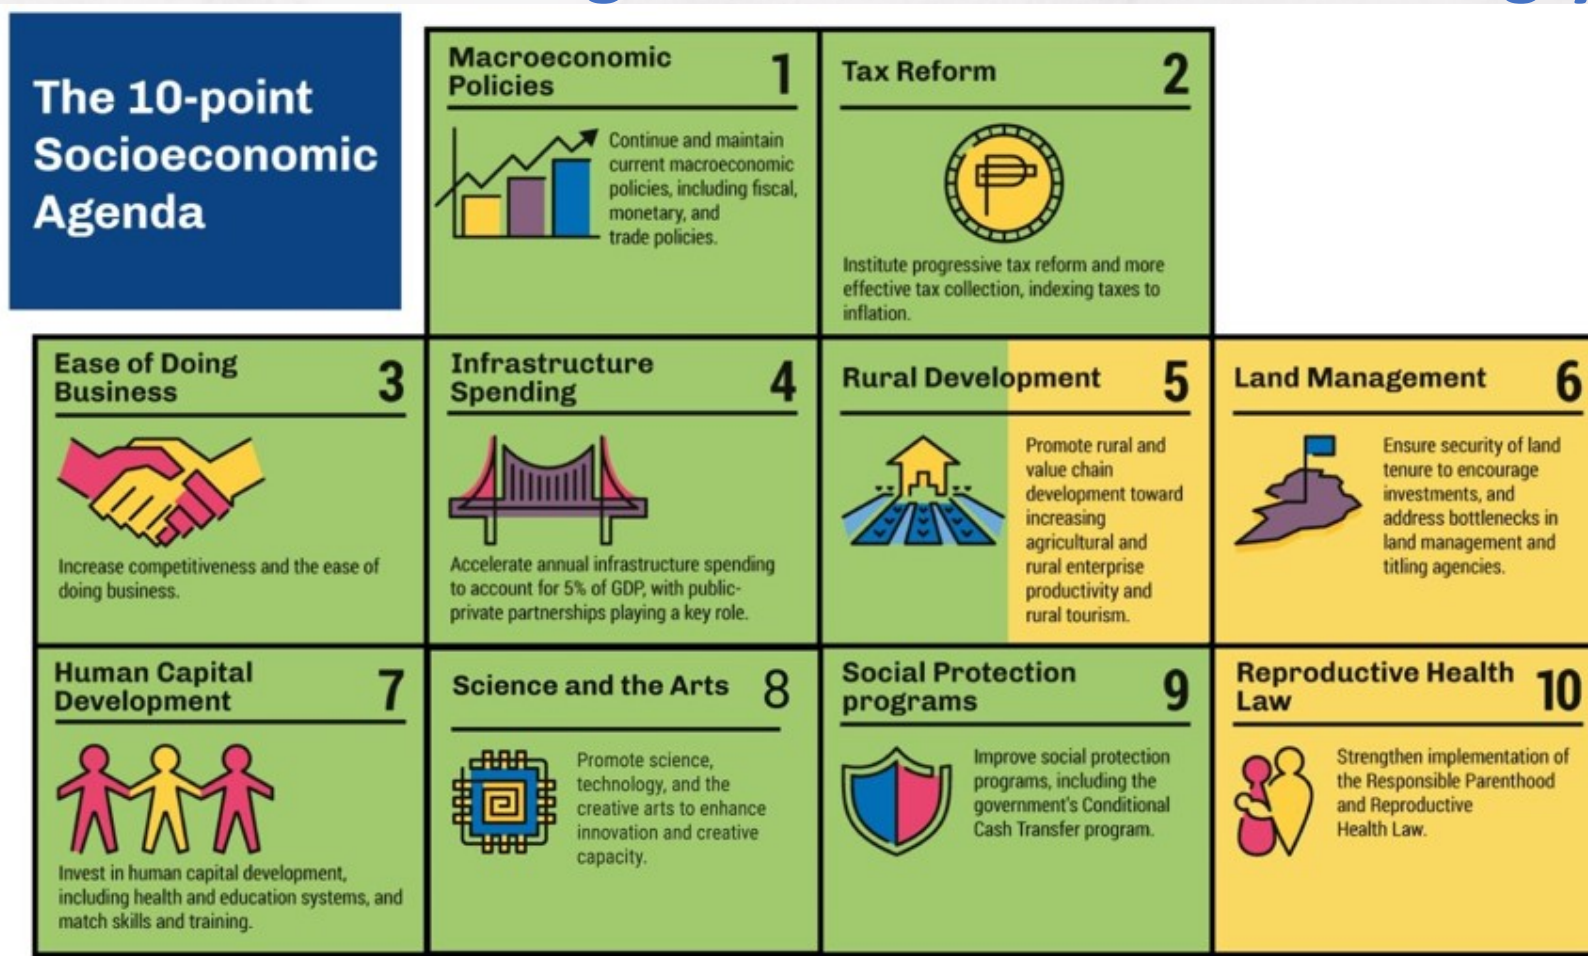 The 10-point
Socioeconomic
Agenda
Macroeconomic
Policies
1
Continue and maintain
current macroeconomic
policies, including fiscal,
monetary, and
trade policies.
Tax Reform
2
Institute progressive tax reform and more
effective tax collection, indexing taxes to
inflation.
Ease of Doing
Business
3
Increase competitiveness and the ease of
doing business.
Infrastructure
Spending
4
Accelerate annual infrastructure spending
to account for 5% of GDP, with public-
private partnerships playing a key role.
Rural Development
5
Promote rural and
value chain
development toward
increasing
agricultural and
rural enterprise
productivity and
rural tourism.
Land Management
6
Ensure security of land
tenure to encourage
investments, and
address bottlenecks in
land management and
titling agencies.
Human Capital
Development
7
Invest in human capital development,
including health and education systems, and
match skills and training.
Science and the Arts
8
Promote science,
technology, and the
creative arts to enhance
innovation and creative
capacity.
Social Protection
programs
9
Improve social protection
programs, including the
government's Conditional
Cash Transfer program.
Reproductive Health
Law
10
Strengthen implementation of
the Responsible Parenthood
and Reproductive
Health Law.